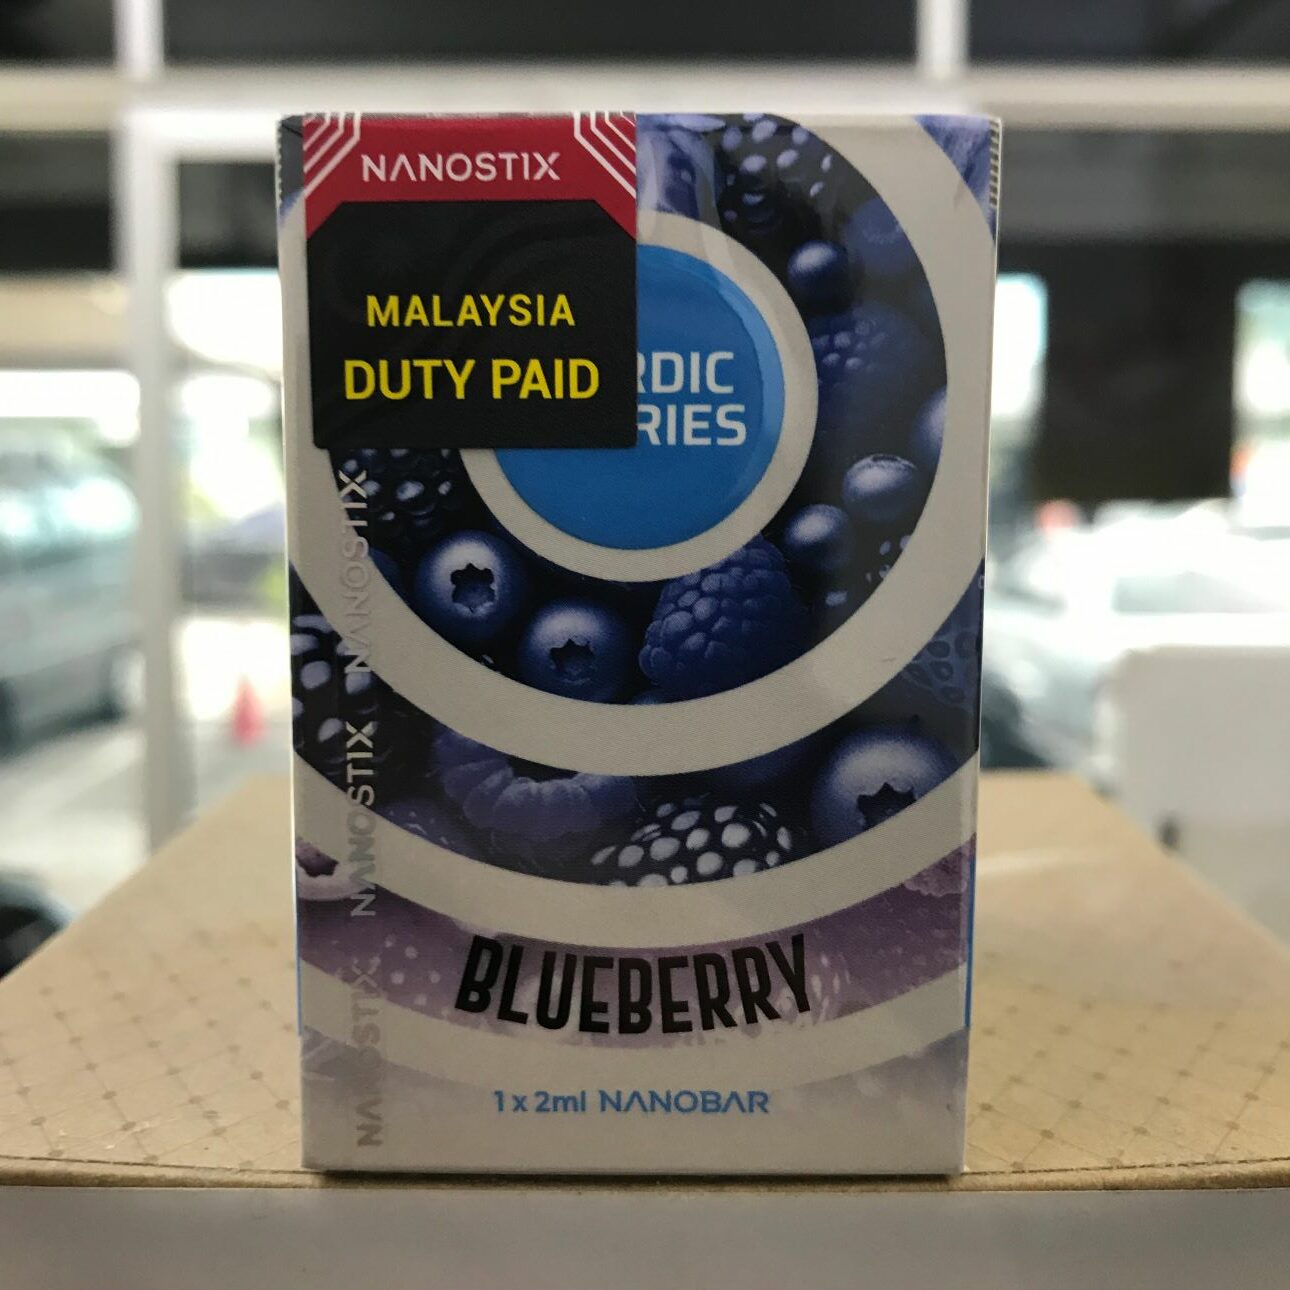 NANOSTIX
MALAYSIA
DUTY PAID
RDIC
RIES
NANOSTIX
NANOSTIX
NANOSTIX
BLUEBERRY
1 x 2ml NANOBAR